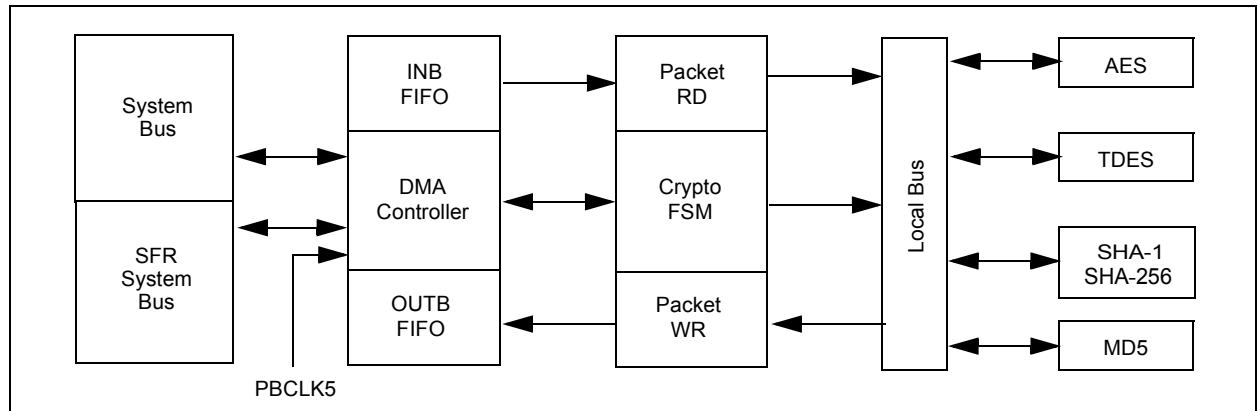 System
Bus
SFR
System
Bus
INB
FIFO
DMA
Controller
OUTB
FIFO
PBCLK5
Packet
RD
Crypto
FSM
Packet
WR
Local Bus
AES
TDES
SHA-1
SHA-256
MD5